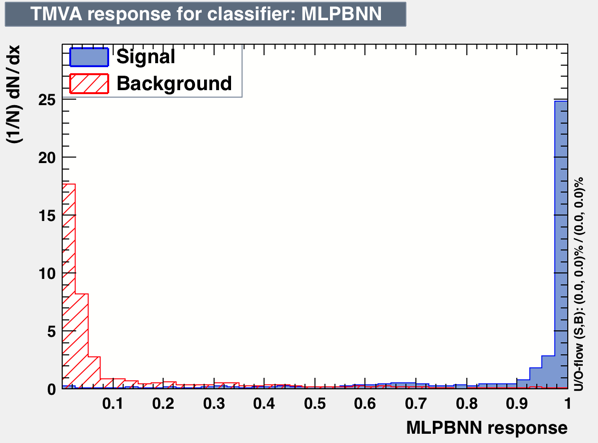 TMVA response for classifier: MLPBNN
(1/N) dN/dx
Signal
Background
25
20
15
10
5
0
0.1 0.2 0.3 0.4 0.5 0.6 0.7 0.8 0.9 1
MLPBNN response
U/O-flow (S,B): (0.0, 0.0)% / (0.0, 0.0)%